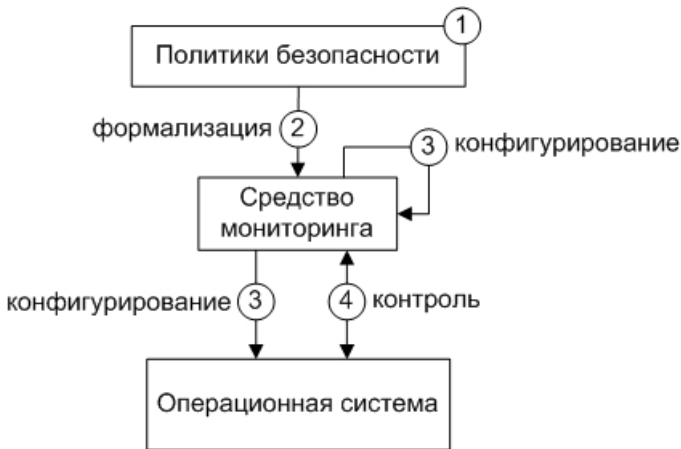 1
Политики безопасности
формализация 2
3 конфигурирование
Средство
мониторинга
конфигурирование 3
4 контроль
Операционная система